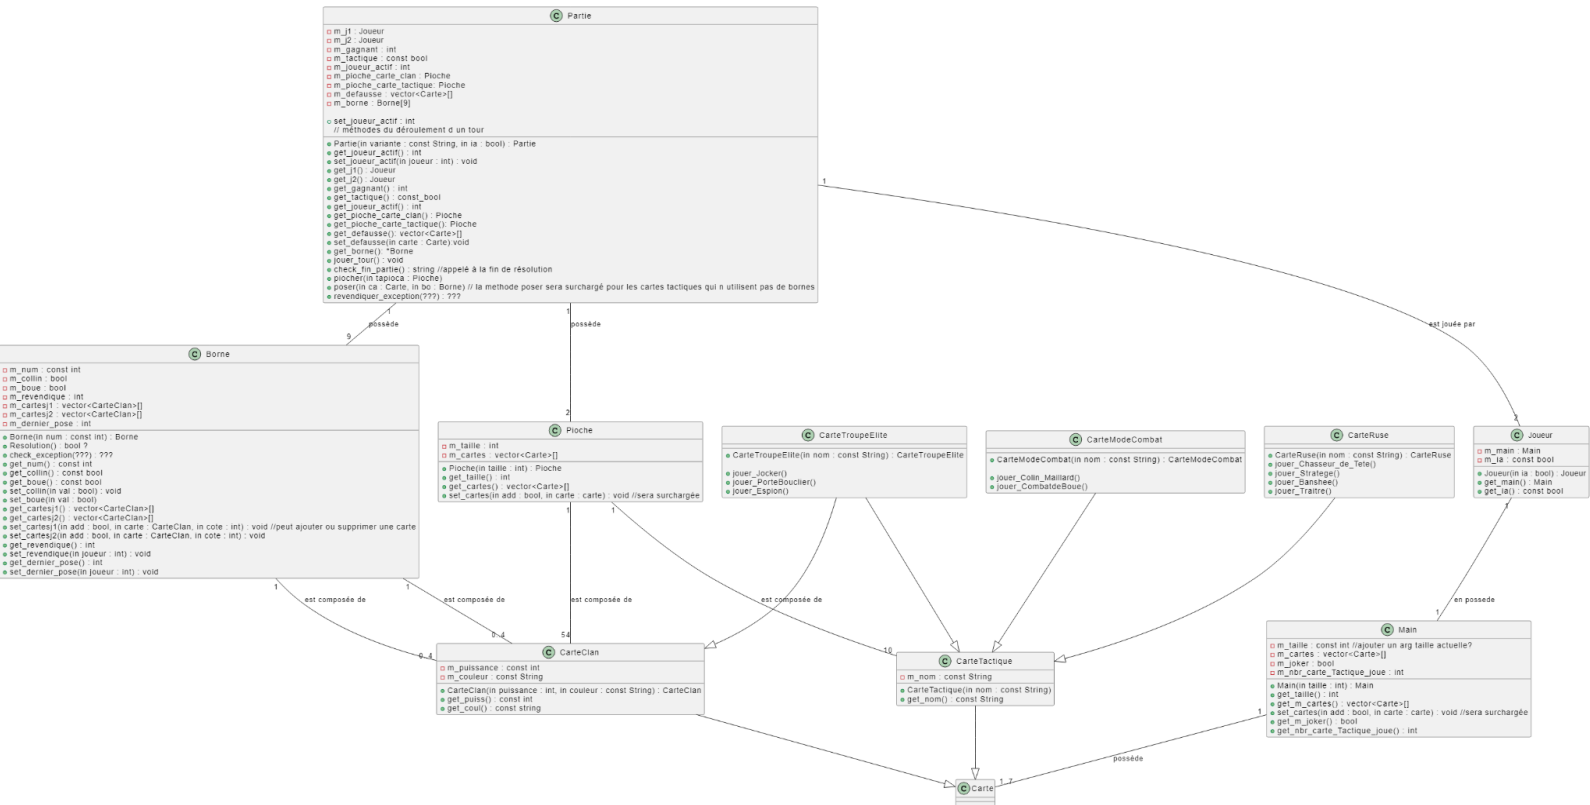 C Partie
m_j1 : Joueur
m_j2 : Joueur
m_gagnant : int
m_tactique : const bool
m_joueur_actif : int
m_pioche_carte_clan : Pioche
m_pioche_carte_tactique: Pioche
m_defausse : vector<Carte>[]
m_borne : Borne[9]
set_joueur_actif : int
// méthodes du déroulement d un tour
Partie(in variante : const String, in ia : bool) : Partie
get_joueur_actif() : int
set_joueur_actif(in joueur : int) : void
get_j1() : Joueur
get_j2() : Joueur
get_gagnant() : int
get_tactique() : const_bool
get_joueur_actif() : int
get_pioche_carte_clan() : Pioche
get_pioche_carte_tactique(): Pioche
get_defausse(): vector<Carte>[]
set_defausse(in carte : Carte):void
get_borne(): *Borne
jouer_tour() : void
check_fin_partie() : string //appelé à la fin de résolution
piocher(in tapioca : Pioche)
poser(in ca : Carte, in bo : Borne) // la methode poser sera surchargé pour les cartes tactiques qui n utilisent pas de bornes
revendiquer_exception(???) : ???
1
1
possède
9
1
possède
2
est jouée par
2
C Borne
m_num : const int
m_collin : bool
m_boue : bool
m_revendique : int
m_cartesj1 : vector<CarteClan>[]
m_cartesj2 : vector<CarteClan>[]
m_dernier_pose : int
Borne(in num : const int) : Borne
Resolution() : bool ?
check_exception(???) : ???
get_num() : const int
get_collin() : const bool
get_boue() : const bool
set_collin(in val : bool) : void
set_boue(in val : bool)
get_cartesj1() : vector<CarteClan>[]
get_cartesj2() : vector<CarteClan>[]
set_cartesj1(in add : bool, in carte : CarteClan, in cote : int) : void //peut ajouter ou supprimer une carte
set_cartesj2(in add : bool, in carte : CarteClan, in cote : int) : void
get_revendique() : int
set_revendique(in joueur : int) : void
get_dernier_pose() : int
set_dernier_pose(in joueur : int) : void
C Pioche
m_taille : int
m_cartes : vector<Carte>[]
Pioche(in taille : int) : Pioche
get_taille() : int
get_cartes() : vector<Carte>[]
set_cartes(in add : bool, in carte : carte) : void //sera surchargée
C CarteTroupeElite
CarteTroupeElite(in nom : const String) : CarteTroupeElite
jouer_Jocker()
jouer_PorteBouclier()
jouer_Espion()
C CarteModeCombat
CarteModeCombat(in nom : const String) : CarteModeCombat
jouer_Colin_Maillard()
jouer_CombatdeBoue()
C CarteRuse
CarteRuse(in nom : const String) : CarteRuse
jouer_Chasseur_de_Tete()
jouer_Stratege()
jouer_Banshee()
jouer_Traitre()
C Joueur
m_main : Main
m_ia : const bool
Joueur(in ia : bool) : Joueur
get_main() : Main
get_ia() : const bool
1
est composée de
0..4
1
est composée de
0..4
1
est composée de
54
1
est composée de
10
1
en possede
1
C CarteClan
m_puissance : const int
m_couleur : const String
CarteClan(in puissance : int, in couleur : const String) : CarteClan
get_puiss() : const int
get_coul() : const string
C CarteTactique
m_nom : const String
CarteTactique(in nom : const String)
get_nom() : const String
C Main
m_taille : const int //ajouter un arg taille actuelle?
m_cartes : vector<Carte>[]
m_joker : bool
m_nbr_carte_Tactique_joue : int
Main(in taille : int) : Main
get_taille() : int
get_m_cartes() : vector<Carte>[]
set_cartes(in add : bool, in carte : carte) : void //sera surchargée
get_m_joker() : bool
get_nbr_carte_Tactique_joue() : int
1
possède
1..7
C Carte